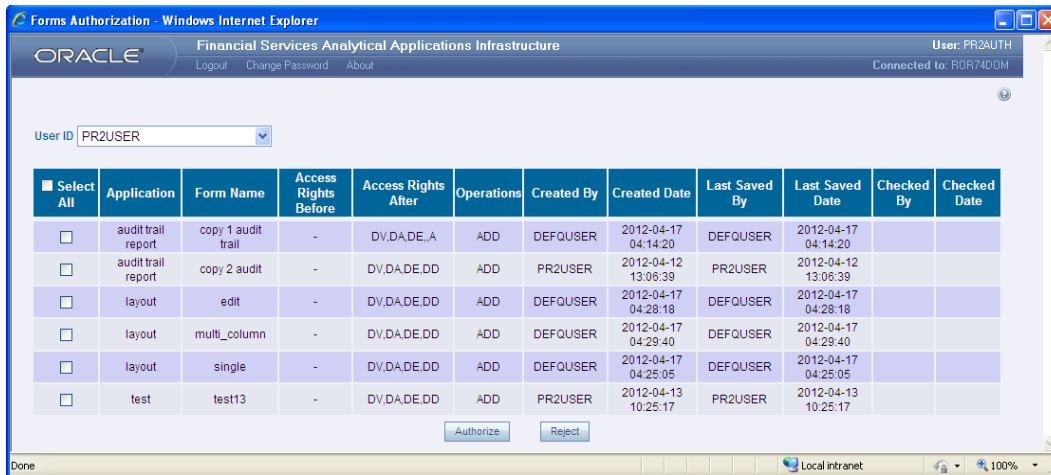 Forms Authorization - Windows Internet Explorer
ORACLE®
Financial Services Analytical Applications Infrastructure
User: PR2AUTH
Logout Change Password About
Connected to: ROR74DOM
User ID PR2USER
Select All Application Form Name Access Rights Before Access Rights After Operations Created By Created Date Last Saved By Last Saved Date Checked By Checked Date
audit trail report copy 1 audit trail - DV,DA,DE,,A ADD DEFQUSER 2012-04-17 04:14:20 DEFQUSER 2012-04-17 04:14:20
audit trail report copy 2 audit - DV,DA,DE,DD ADD PR2USER 2012-04-12 13:06:39 PR2USER 2012-04-12 13:06:39
layout edit - DV,DA,DE,DD ADD DEFQUSER 2012-04-17 04:28:18 DEFQUSER 2012-04-17 04:28:18
layout multi_column - DV,DA,DE,DD ADD DEFQUSER 2012-04-17 04:29:40 DEFQUSER 2012-04-17 04:29:40
layout single - DV,DA,DE,DD ADD DEFQUSER 2012-04-17 04:25:05 DEFQUSER 2012-04-17 04:25:05
test test13 - DV,DA,DE,DD ADD PR2USER 2012-04-13 10:25:17 PR2USER 2012-04-13 10:25:17
Authorize Reject
Done Local intranet 100%